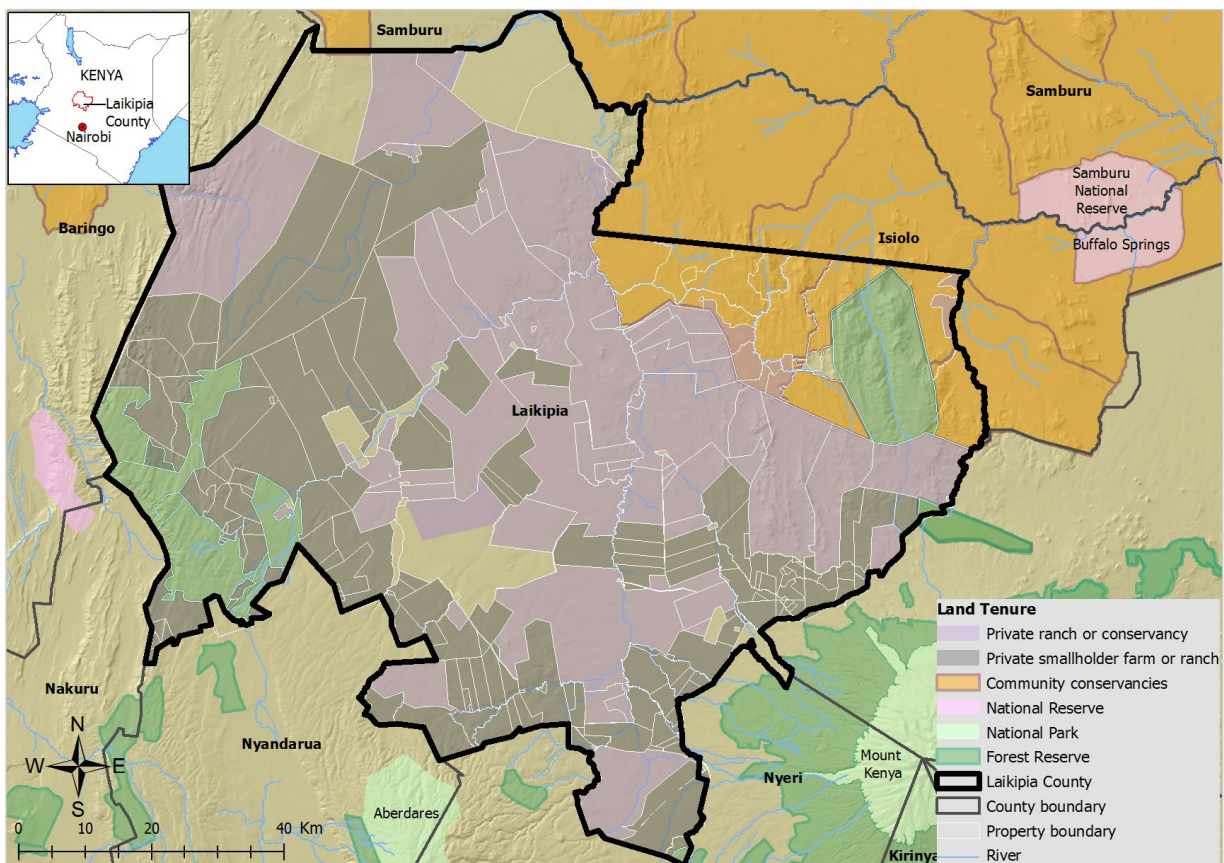 KENYA
Laikipia
County
Nairobi
Samburu
Samburu
Samburu
National
Reserve
Buffalo Springs
Baringo
Isiolo
Laikipia
Nakuru
Nyandarua
Nyeri
Mount
Kenya
Aberdares
N
W
E
S
0 10 20 40 Km
Land Tenure
Private ranch or conservancy
Private smallholder farm or ranch
Community conservancies
National Reserve
National Park
Forest Reserve
Laikipia County
County boundary
Property boundary
River
Kirinya